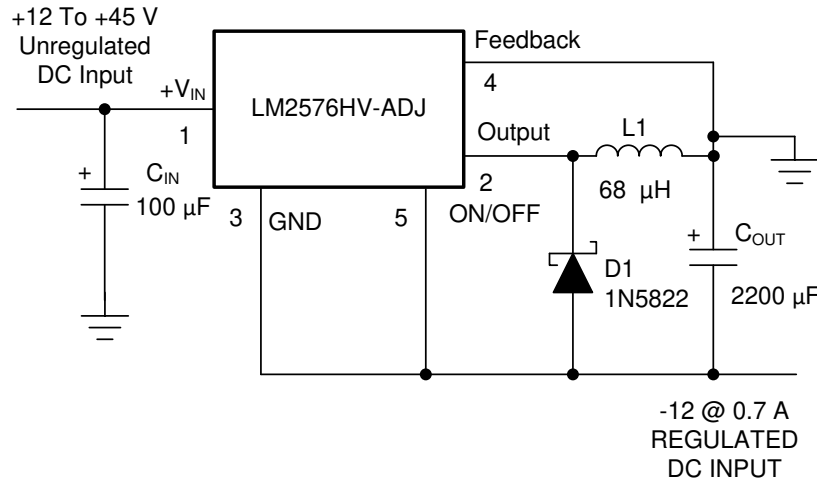 +12 To +45 V
Unregulated
DC Input
+VIN
1
LM2576HV-ADJ
Feedback
4
Output
2
ON/OFF
L1
68 µH
+
CIN
100 µF
3
GND
5
D1
1N5822
+
COUT
2200 µF
-12 @ 0.7 A
REGULATED
DC INPUT